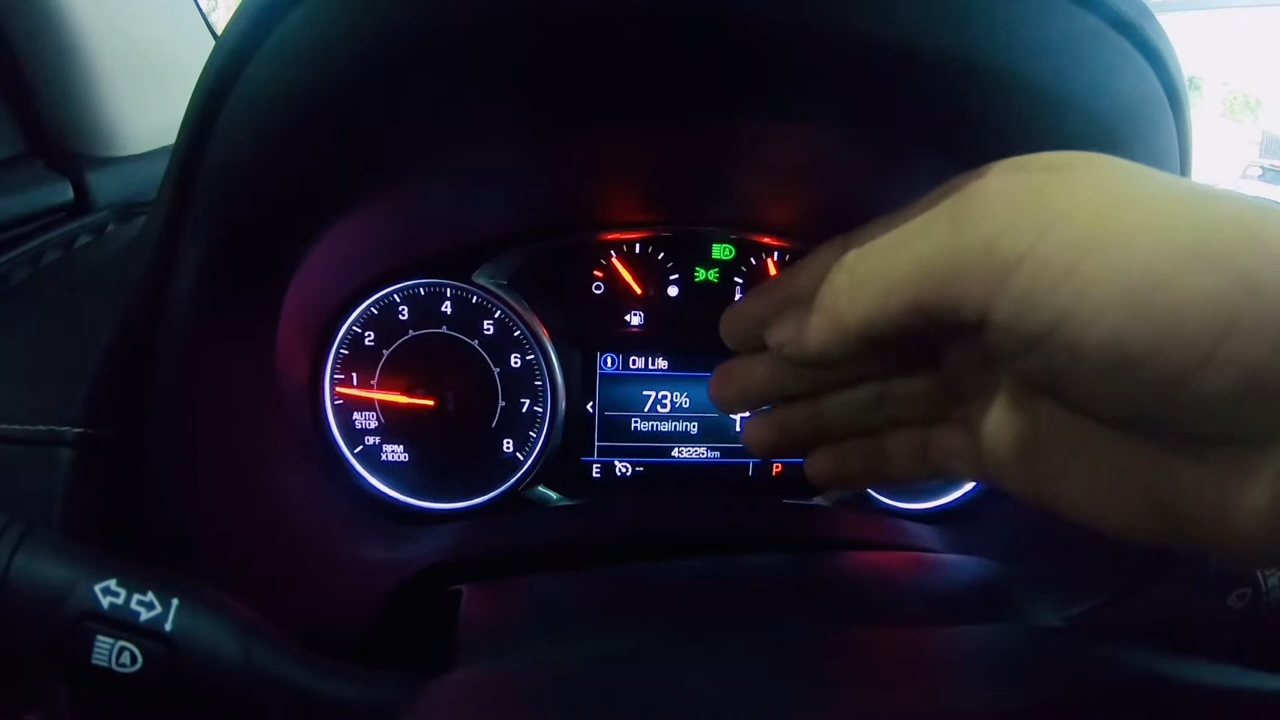 Oil Life
73%
Remaining
43225 km
E --
P
1
2
3
4
5
6
7
8
AUTO
STOP
OFF
RPM
X1000
A
A